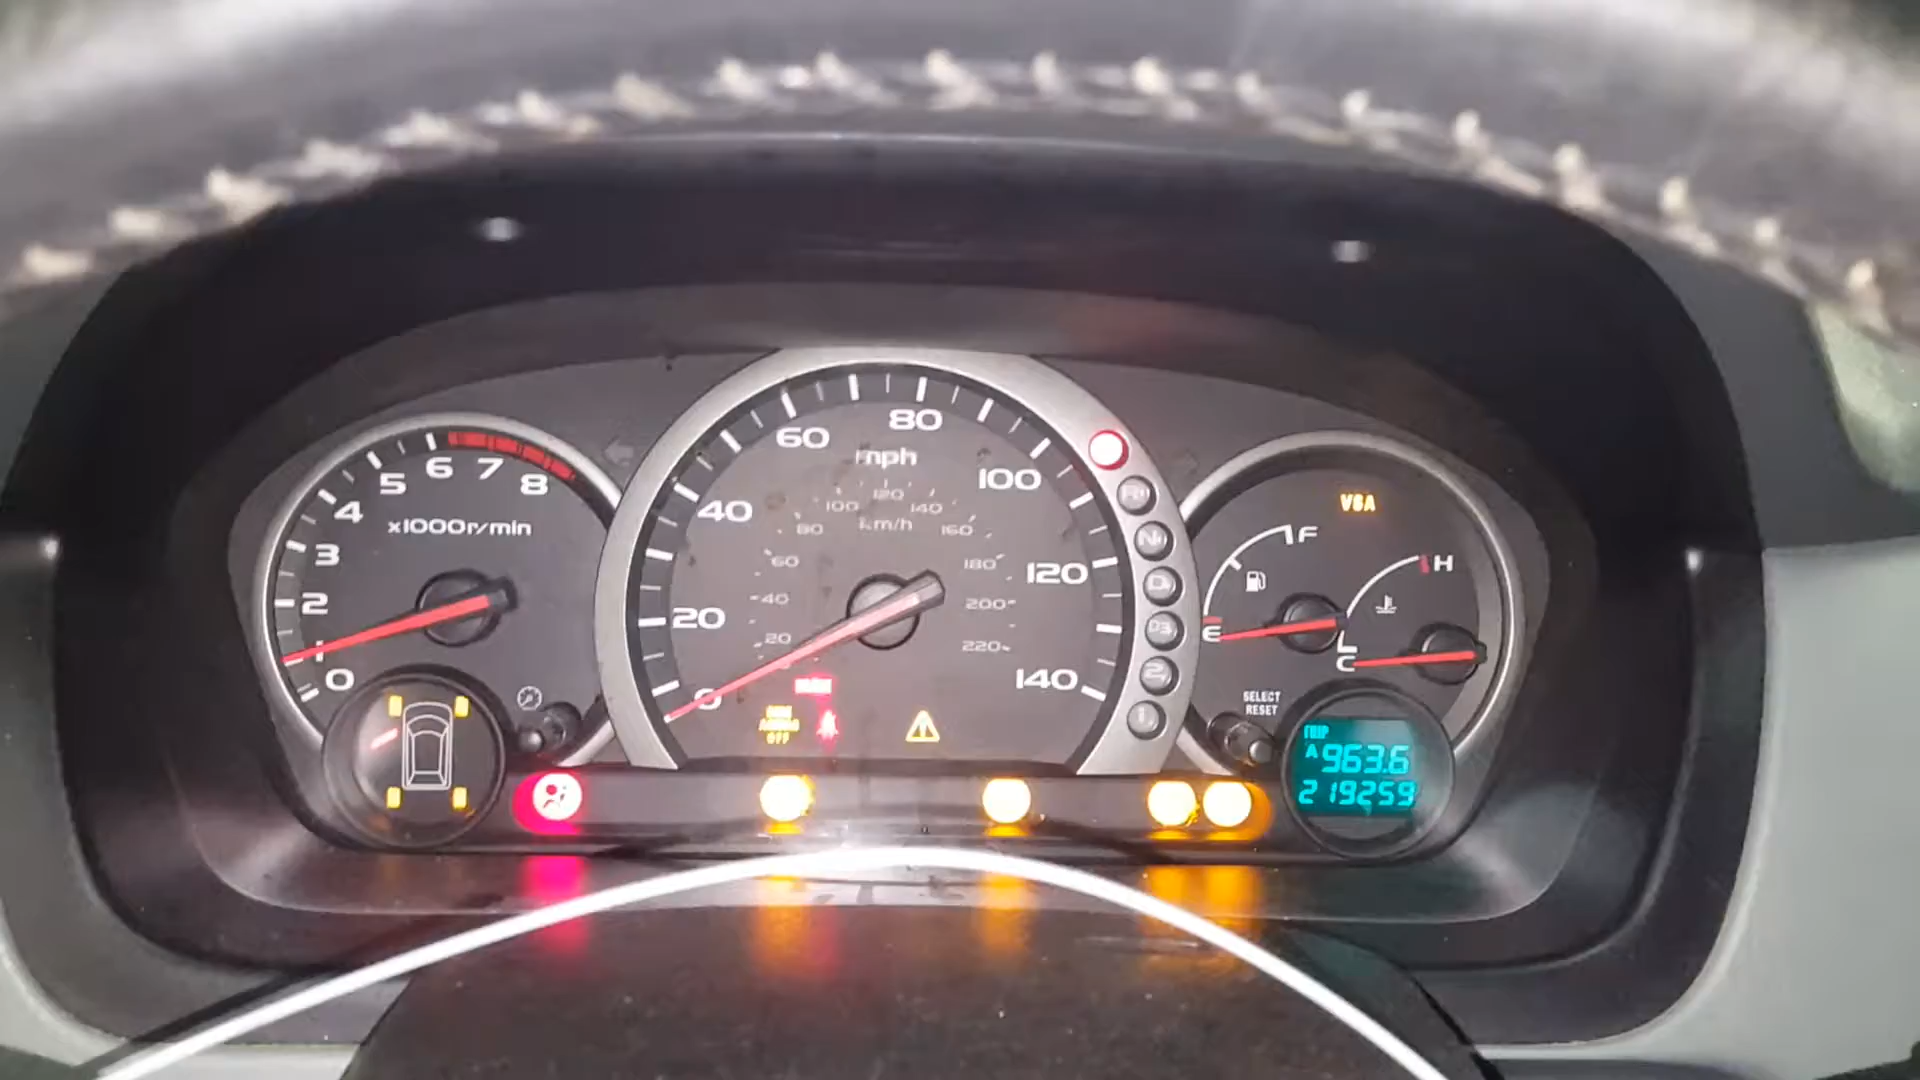 80
60
mph
100
120
100
140
40
80
km/h
160
60
180
120
40
200
20
20
220
0
140
6
7
5
8
4
x1000r/min
3
2
1
0
OFF
R
N
D
D3
2
1
VSA
F
H
E
C
SELECT
RESET
TRIP
A 963.6
219259